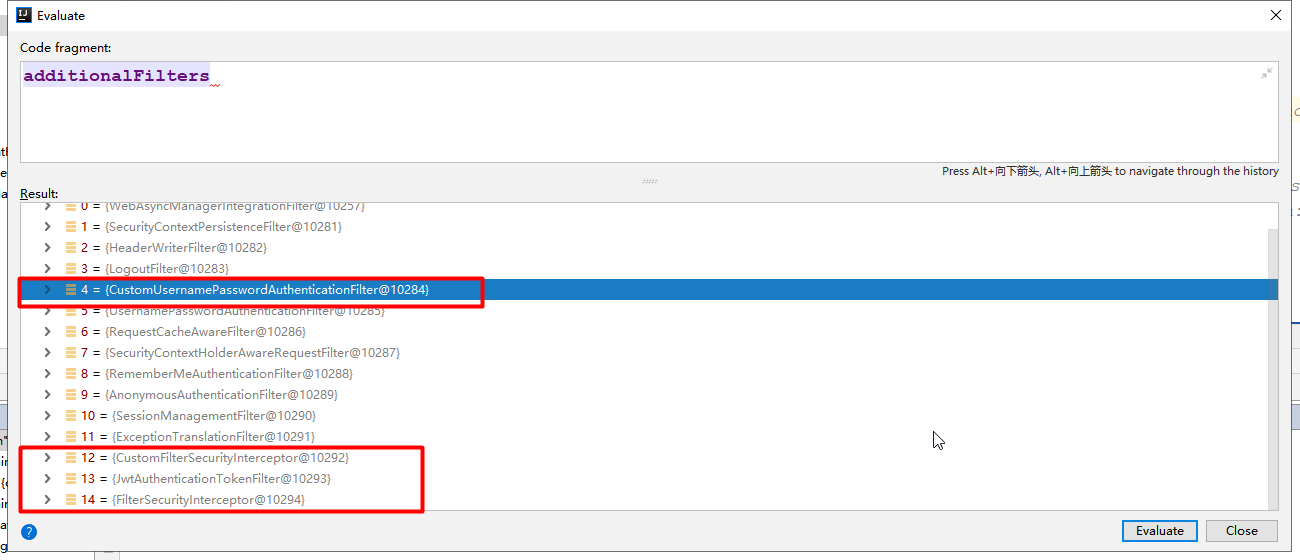 Evaluate
Code fragment:
additionalFilters
Press Alt+向下箭头, Alt+向上箭头 to navigate through the history
Result:
0 = {WebAsyncManagerIntegrationFilter@10257}
1 = {SecurityContextPersistenceFilter@10281}
2 = {HeaderWriterFilter@10282}
3 = {LogoutFilter@10283}
4 = {CustomUsernamePasswordAuthenticationFilter@10284}
5 = {UsernamePasswordAuthenticationFilter@10285}
6 = {RequestCacheAwareFilter@10286}
7 = {SecurityContextHolderAwareRequestFilter@10287}
8 = {RememberMeAuthenticationFilter@10288}
9 = {AnonymousAuthenticationFilter@10289}
10 = {SessionManagementFilter@10290}
11 = {ExceptionTranslationFilter@10291}
12 = {CustomFilterSecurityInterceptor@10292}
13 = {JwtAuthenticationTokenFilter@10293}
14 = {FilterSecurityInterceptor@10294}
?
Evaluate
Close